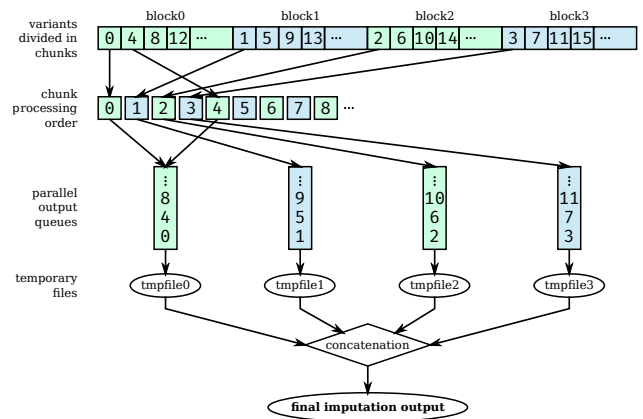 block0 block1 block2 block3
variants
divided in
chunks
0 4 8 12 ··· 1 5 9 13 ··· 2 6 10 14 ··· 3 7 11 15 ···
chunk
processing
order
0 1 2 3 4 5 6 7 8 ···
parallel
output
queues
⋮ ⋮ ⋮ ⋮
8 9 10 11
4 5 6 7
0 1 2 3
temporary
files
tmpfile0 tmpfile1 tmpfile2 tmpfile3
concatenation
final imputation output